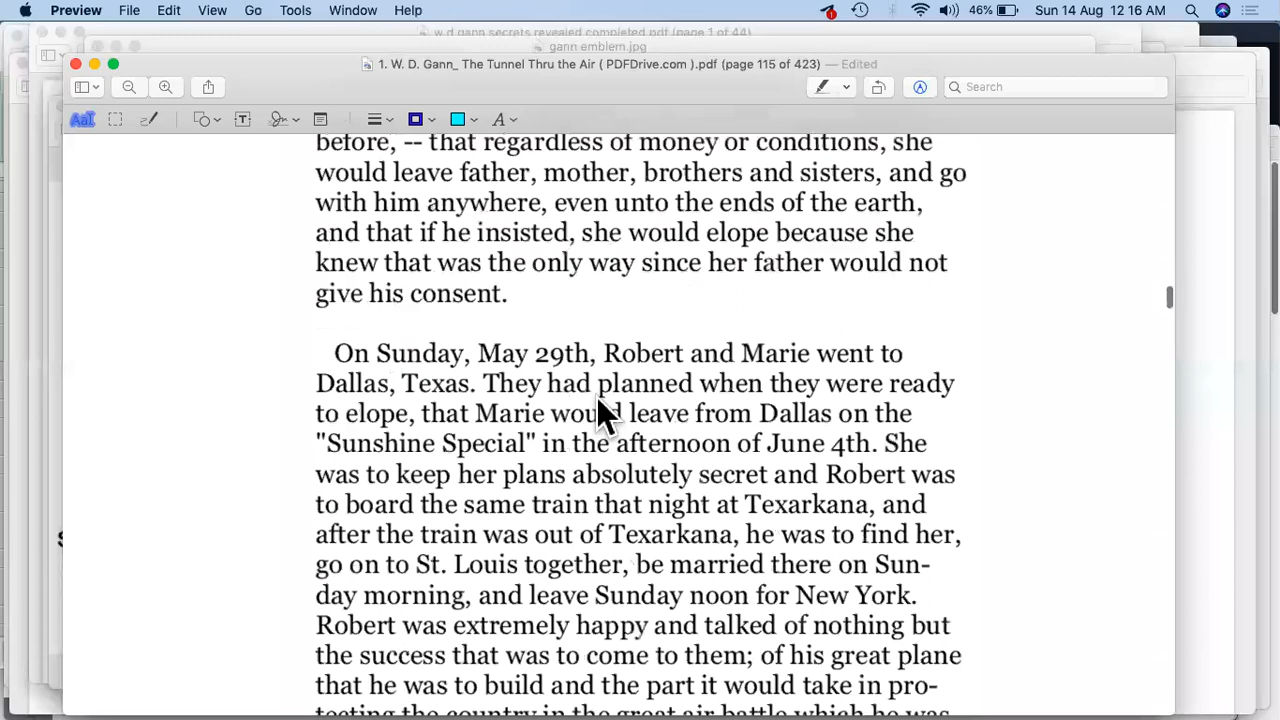 Preview File Edit View Go Tools Window Help 46% Sun 14 Aug 12:16 AM
w.d gann secrets revealed completed.pdf (page 1 of 44)
gann emblem.jpg
1. W. D. Gann_ The Tunnel Thru the Air ( PDFDrive.com ).pdf (page 115 of 423) — Edited
Search
before, -- that regardless of money or conditions, she
would leave father, mother, brothers and sisters, and go
with him anywhere, even unto the ends of the earth,
and that if he insisted, she would elope because she
knew that was the only way since her father would not
give his consent.
On Sunday, May 29th, Robert and Marie went to
Dallas, Texas. They had planned when they were ready
to elope, that Marie would leave from Dallas on the
"Sunshine Special" in the afternoon of June 4th. She
was to keep her plans absolutely secret and Robert was
to board the same train that night at Texarkana, and
after the train was out of Texarkana, he was to find her,
go on to St. Louis together, be married there on Sun-
day morning, and leave Sunday noon for New York.
Robert was extremely happy and talked of nothing but
the success that was to come to them; of his great plane
that he was to build and the part it would take in pro-
tecting the country in the great air battle which he was